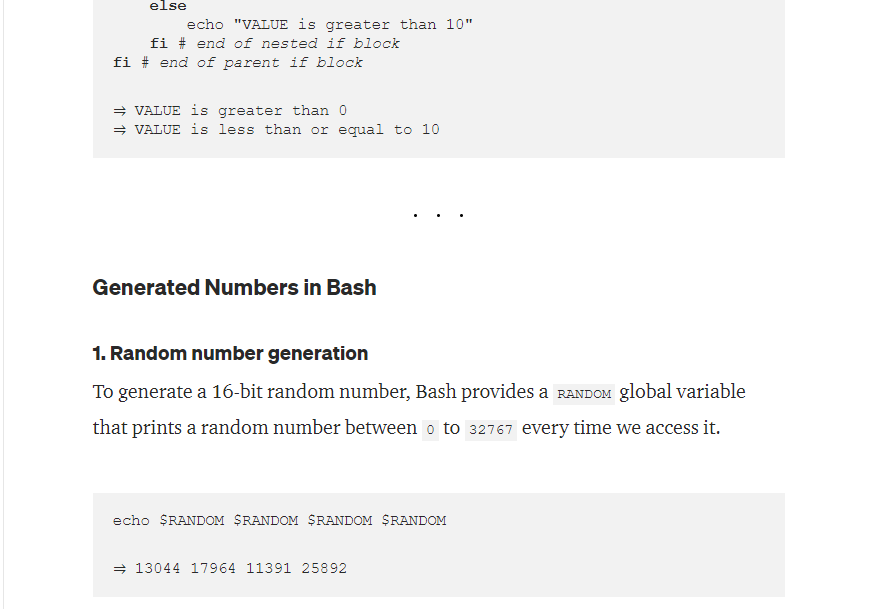 else
echo "VALUE is greater than 10"
fi # end of nested if block
fi # end of parent if block
⇒ VALUE is greater than 0
⇒ VALUE is less than or equal to 10
. . .
Generated Numbers in Bash
1. Random number generation
To generate a 16-bit random number, Bash provides a RANDOM global variable
that prints a random number between 0 to 32767 every time we access it.
echo $RANDOM $RANDOM $RANDOM $RANDOM
⇒ 13044 17964 11391 25892